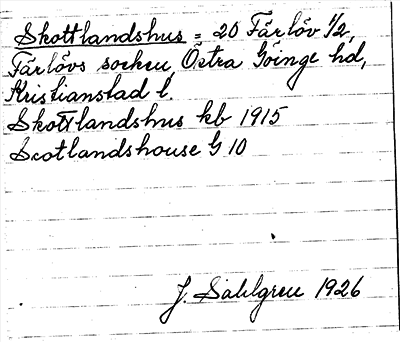 Skottlandshus = 20 Färlöv 1/2,
Färlövs socken Östra Göinge hd,
Kristianstad l.
Skottlandshus kb 1915
Scotlandshouse G 10
J. Sahlgren 1926